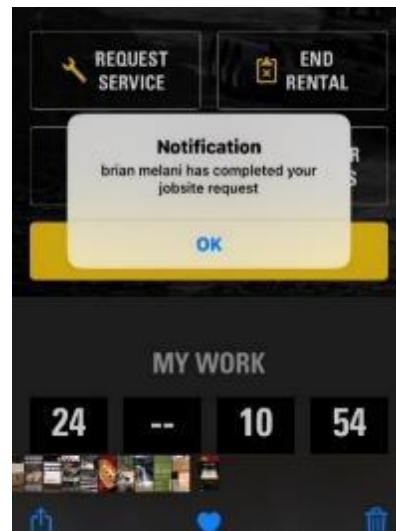 REQUEST
SERVICE
END
RENTAL
Notification
brian melani has completed your
jobsite request
OK
MY WORK
24
--
10
54